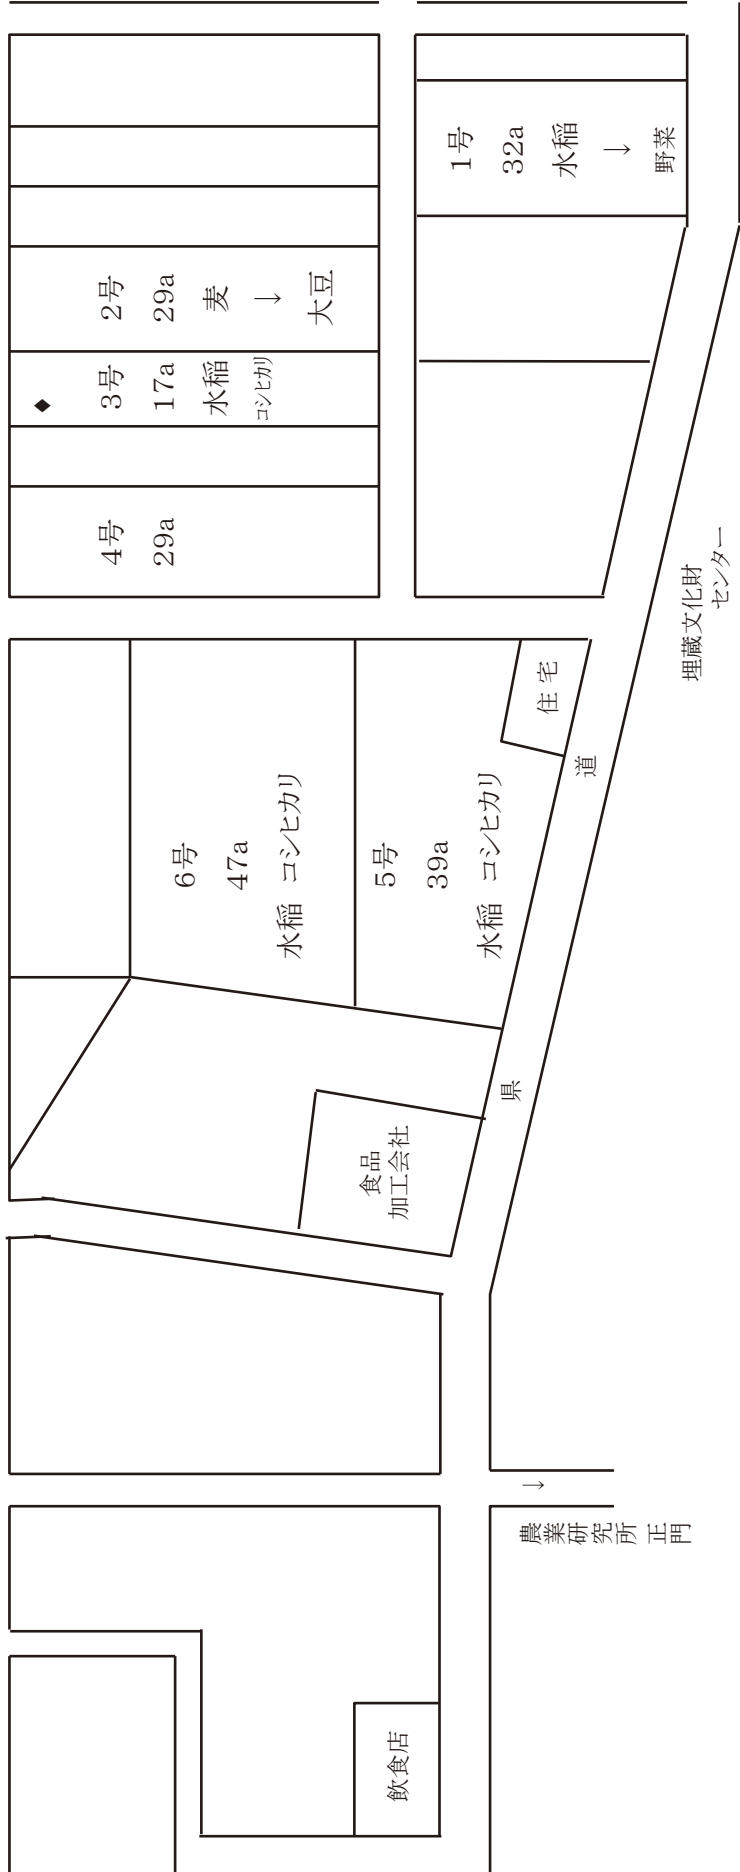 1号
32a
水稲
↓
野菜
2号
29a
麦
↓
大豆
◆
3号
17a
水稲
コシヒカリ
4号
29a
埋蔵文化財
センター
住宅
6号
47a
水稲 コシヒカリ
5号
39a
水稲 コシヒカリ
県 道
食品
加工会社
↓
農業研究所 正門
飲食店